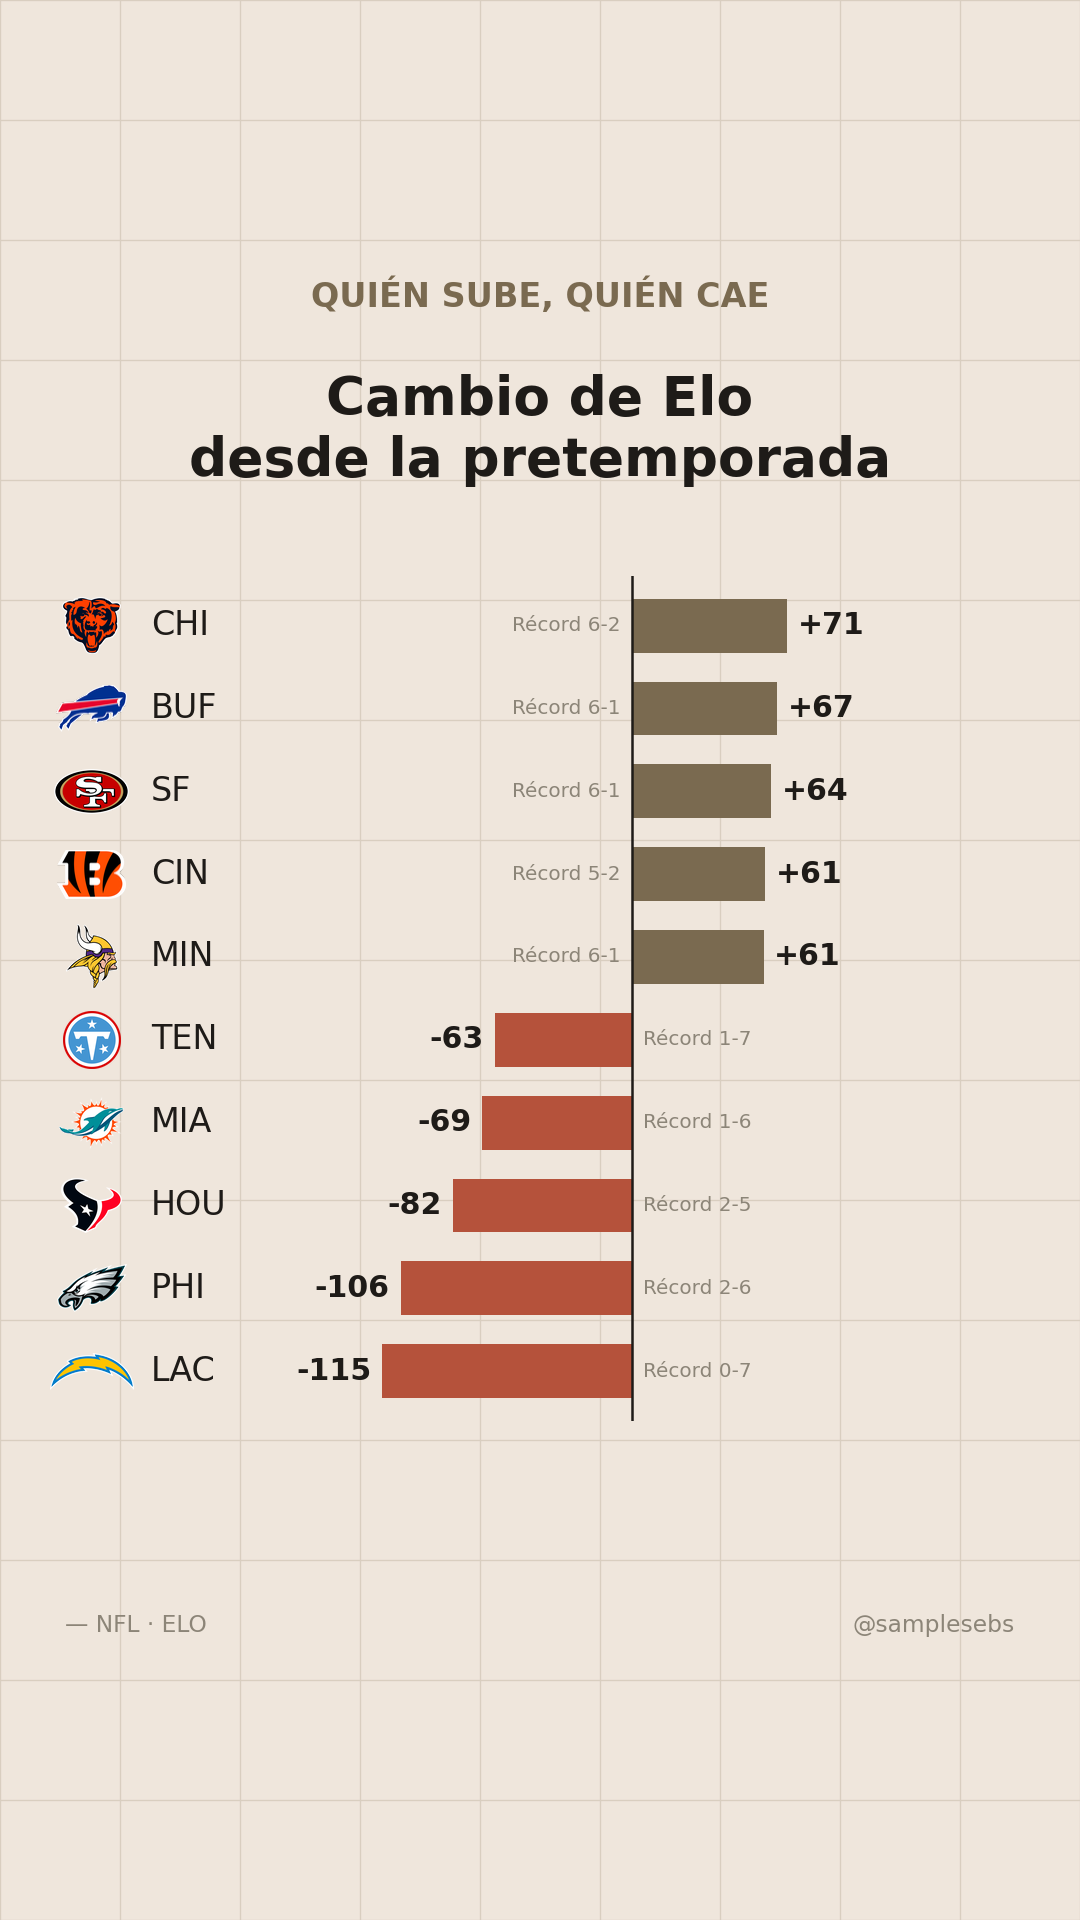 QUIÉN SUBE, QUIÉN CAE
Cambio de Elo
desde la pretemporada
CHI Récord 6-2 +71
BUF Récord 6-1 +67
SF Récord 6-1 +64
CIN Récord 5-2 +61
MIN Récord 6-1 +61
TEN -63 Récord 1-7
MIA -69 Récord 1-6
HOU -82 Récord 2-5
PHI -106 Récord 2-6
LAC -115 Récord 0-7
— NFL · ELO
@samplesebs